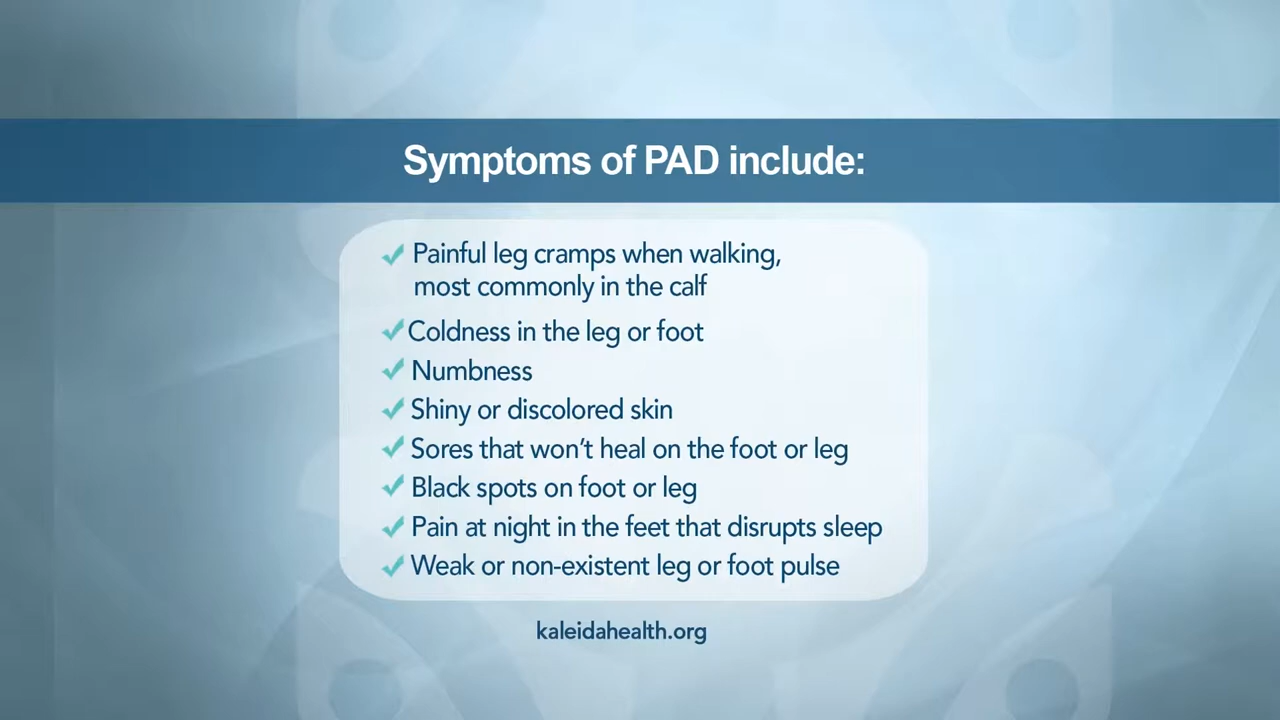 Symptoms of PAD include:
Painful leg cramps when walking,
most commonly in the calf
Coldness in the leg or foot
Numbness
Shiny or discolored skin
Sores that won’t heal on the foot or leg
Black spots on foot or leg
Pain at night in the feet that disrupts sleep
Weak or non-existent leg or foot pulse
kaleidahealth.org